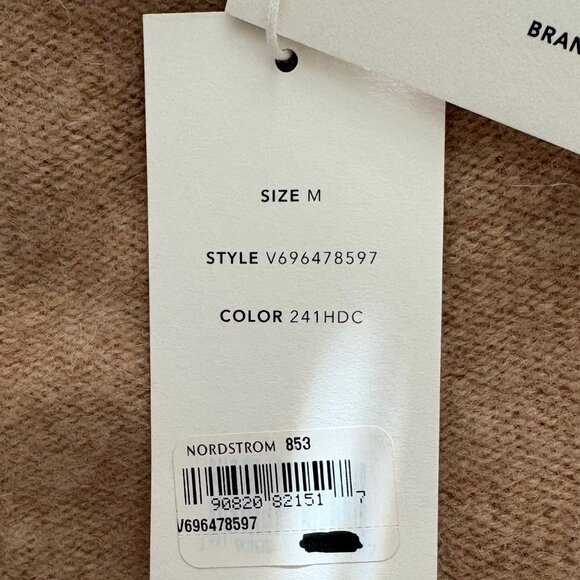 BRAN
SIZE M
STYLE V696478597
COLOR 241HDC
NORDSTROM 853
90820 82151 7
V696478597